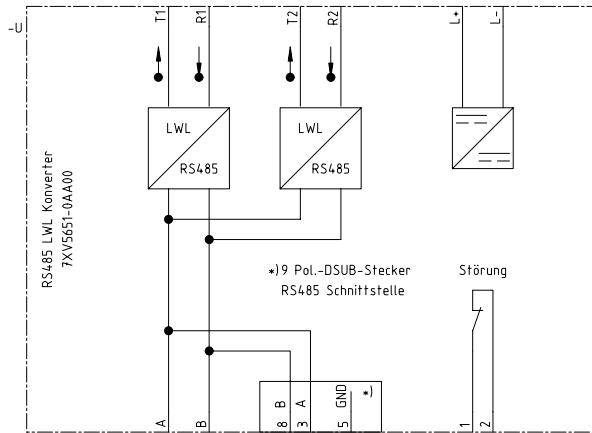 -U
T1
R1
T2
R2
L+
L-
LWL
RS485
LWL
RS485
RS485 LWL Konverter
7XV5651-0AA00
*)9 Pol.-DSUB-Stecker
RS485 Schnittstelle
Störung
B
A
GND
*)
A
B
8
3
5
1
2